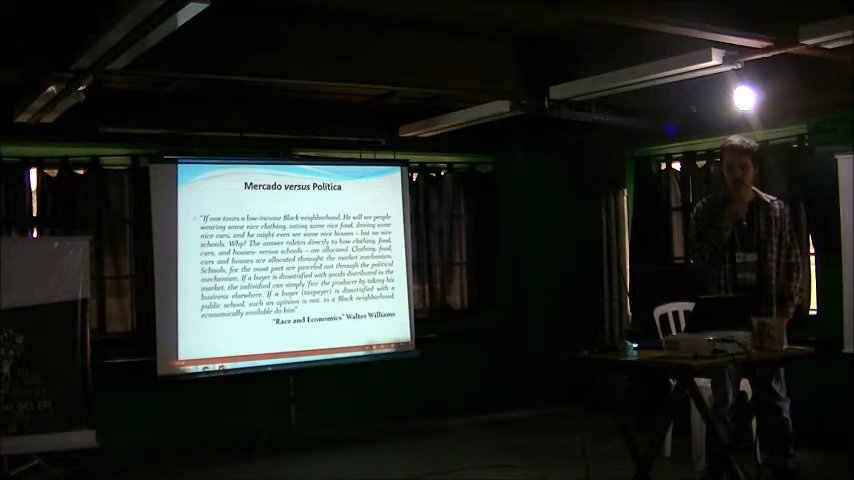 Mercado versus Política
"If one tours a low-income Black neighborhood, He will see people
wearing some nice clothing, eating some nice food, driving some
nice cars, and he might even see some nice houses - but no nice
schools. Why? The answer raletes directly to how clothing, food,
cars, and houses- versus schools - are allocated. Clothing, food,
cars and houses are allocated throught the market mechanism.
Schools, for the most part are parceled out through the political
mechanism. If a buyer is dissatisfied with goods distributed in the
market, the individual can simply 'fire' the producer by taking his
business elsewhere. If a buyer (taxpayer) is dissatisfied with a
public school, such an opinion is not, in a Black neighborhood,
economically available do him"
"Race and Economics" Walter Williams